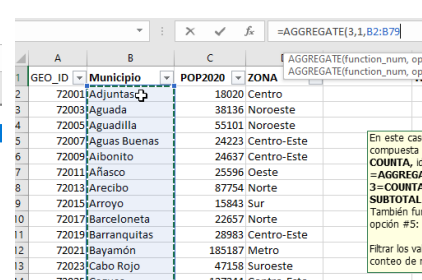 =AGGREGATE(3,1,B2:B79
AGGREGATE(function_num, op
AGGREGATE(function_num, op
A B C
GEO_ID Municipio POP2020 ZONA
2 72001 Adjuntas 18020 Centro
3 72003 Aguada 38136 Noroeste
4 72005 Aguadilla 55101 Noroeste
5 72007 Aguas Buenas 24223 Centro-Este
6 72009 Aibonito 24637 Centro-Este
7 72011 Añasco 25596 Oeste
8 72013 Arecibo 87754 Norte
9 72015 Arroyo 15843 Sur
10 72017 Barceloneta 22657 Norte
11 72019 Barranquitas 28983 Centro-Este
12 72021 Bayamón 185187 Metro
13 72023 Cabo Rojo 47158 Suroeste
En este cas
compuesta
COUNTA, i
=AGGREGA
3=COUNTA
SUBTOTAL
También fu
opción #5:
Filtrar los va
conteo de r